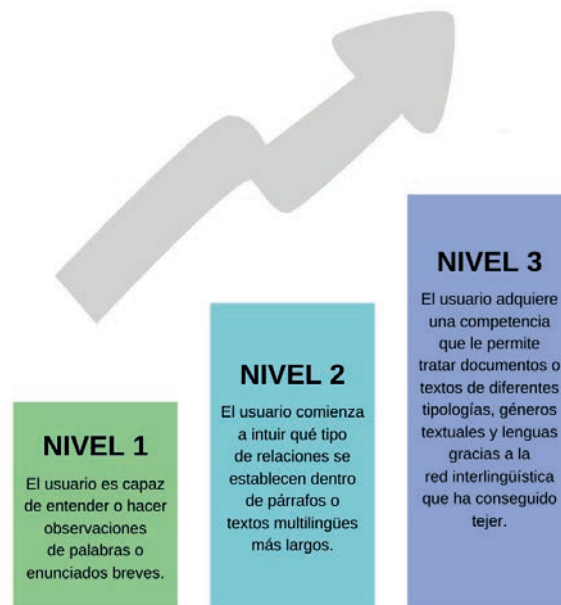 NIVEL 1
El usuario es capaz
de entender o hacer
observaciones
de palabras o
enunciados breves.
NIVEL 2
El usuario comienza
a intuir qué tipo
de relaciones se
establecen dentro
de párrafos o
textos multilingües
más largos.
NIVEL 3
El usuario adquiere
una competencia
que le permite
tratar documentos o
textos de diferentes
tipologías, géneros
textuales y lenguas
gracias a la
red interlingüística
que ha conseguido
tejer.